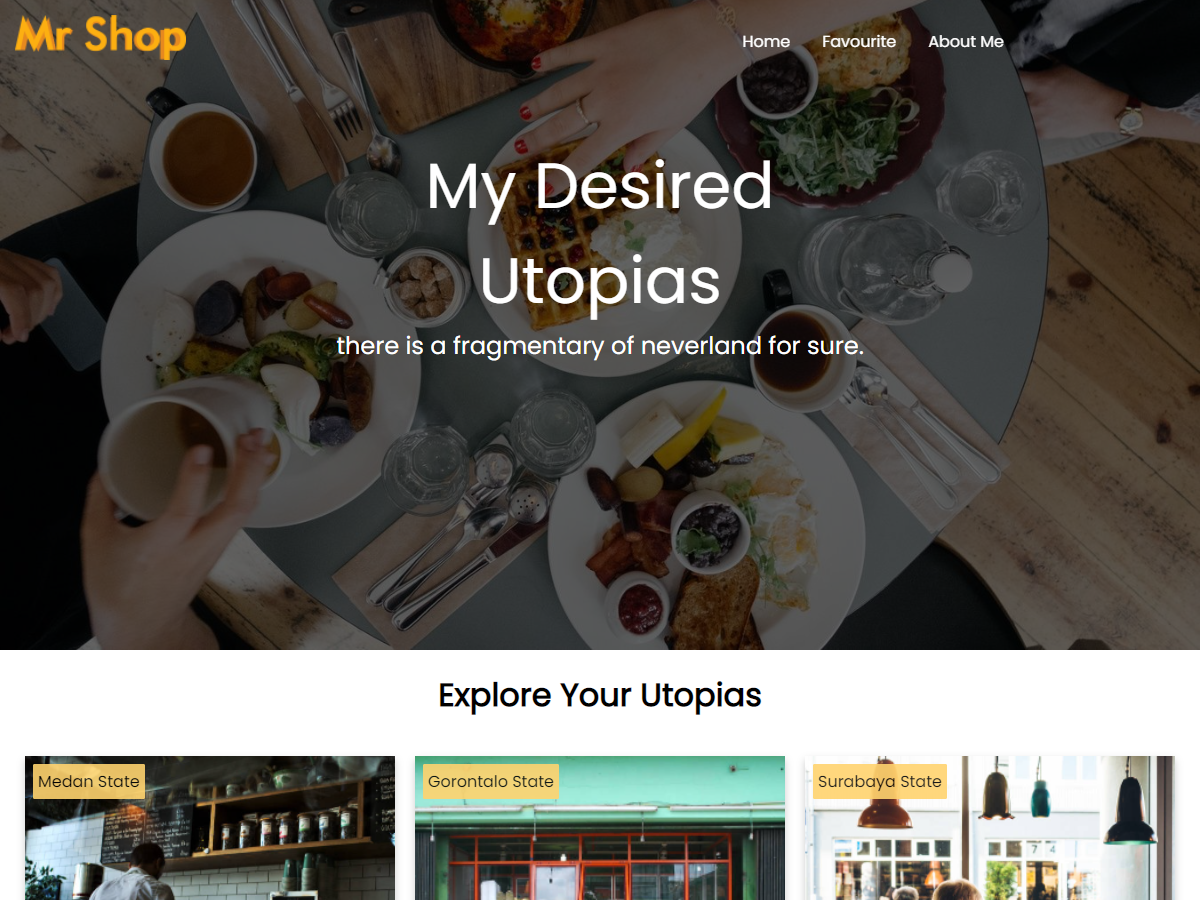 Mr Shop
Home Favourite About Me
My Desired
Utopias
there is a fragmentary of neverland for sure.
Explore Your Utopias
Medan State
Gorontalo State
Surabaya State